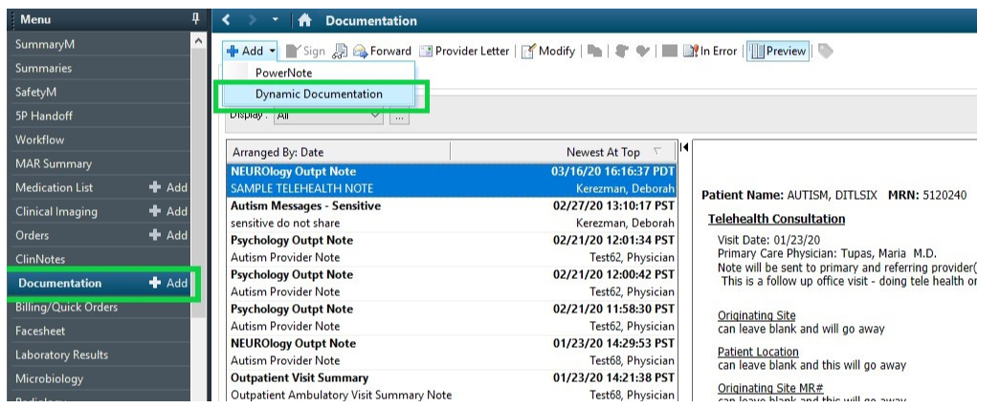 Menu
SummaryM
Summaries
SafetyM
5P Handoff
Workflow
MAR Summary
Medication List Add
Clinical Imaging Add
Orders Add
ClinNotes
Documentation Add
Billing/Quick Orders
Facesheet
Laboratory Results
Microbiology
Radiology
Documentation
Add Sign Forward Provider Letter Modify In Error Preview
PowerNote
Dynamic Documentation
Display: All ...
Arranged By: Date Newest At Top
NEUROlogy Outpt Note 03/16/20 16:16:37 PDT
SAMPLE TELEHEALTH NOTE Kerezman, Deborah
Autism Messages - Sensitive 02/27/20 13:10:17 PST
sensitive do not share Kerezman, Deborah
Psychology Outpt Note 02/21/20 12:01:34 PST
Autism Provider Note Test62, Physician
Psychology Outpt Note 02/21/20 12:00:42 PST
Autism Provider Note Test62, Physician
Psychology Outpt Note 02/21/20 11:58:30 PST
Autism Provider Note Test62, Physician
NEUROlogy Outpt Note 01/23/20 14:29:53 PST
Autism Provider Note Test68, Physician
Outpatient Visit Summary 01/23/20 14:21:38 PST
Outpatient Ambulatory Visit Summary Note Test68, Physician
Patient Name: AUTISM, DITLSIX MRN: 5120240
Telehealth Consultation
Visit Date: 01/23/20
Primary Care Physician: Tupas, Maria M.D.
Note will be sent to primary and referring provider(
This is a follow up office visit - doing tele health or
Originating Site
can leave blank and will go away
Patient Location
can leave blank and this will go away
Originating Site MR#
can leave blank and this will go away